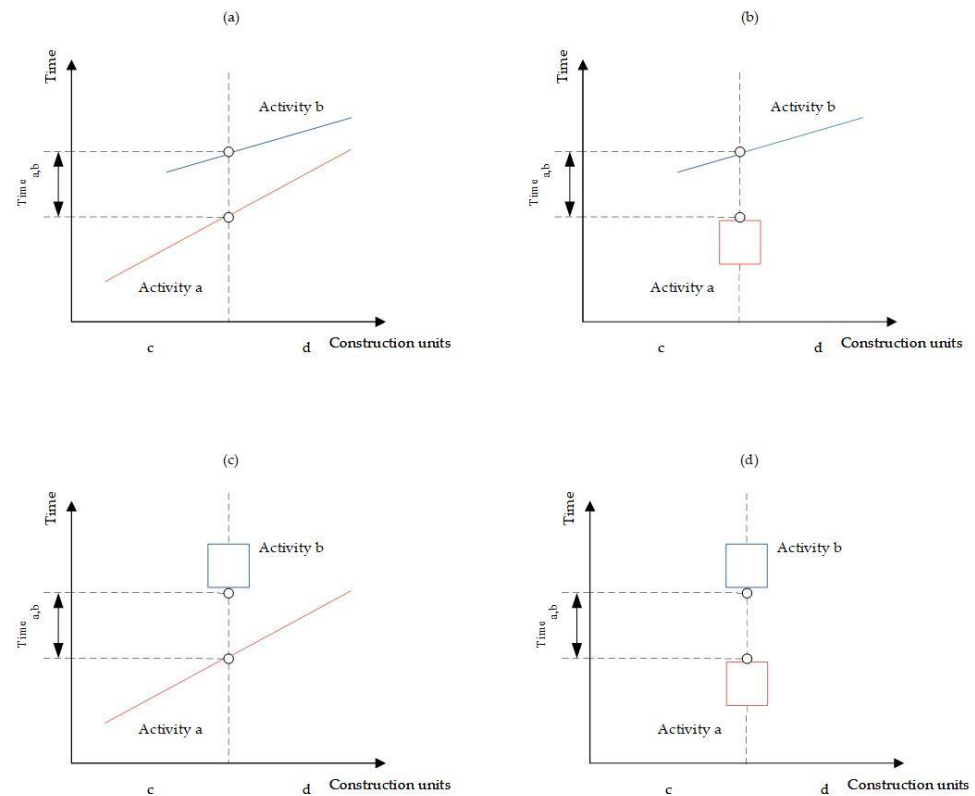 (a)
Time
Activity b
Time a,b
Activity a
c
d
Construction units
(b)
Time
Activity b
Time a,b
Activity a
c
d
Construction units
(c)
Time
Activity b
Time a,b
Activity a
c
d
Construction units
(d)
Time
Activity b
Time a,b
Activity a
c
d
Construction units